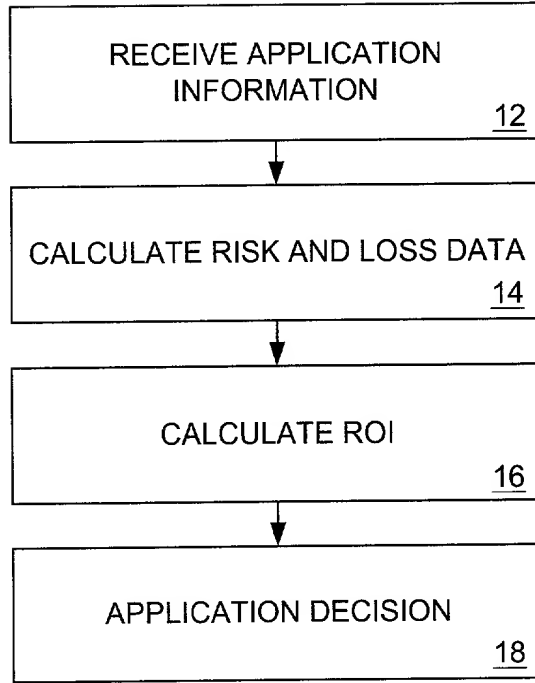 RECEIVE APPLICATION
INFORMATION
12
CALCULATE RISK AND LOSS DATA
14
CALCULATE ROI
16
APPLICATION DECISION
18